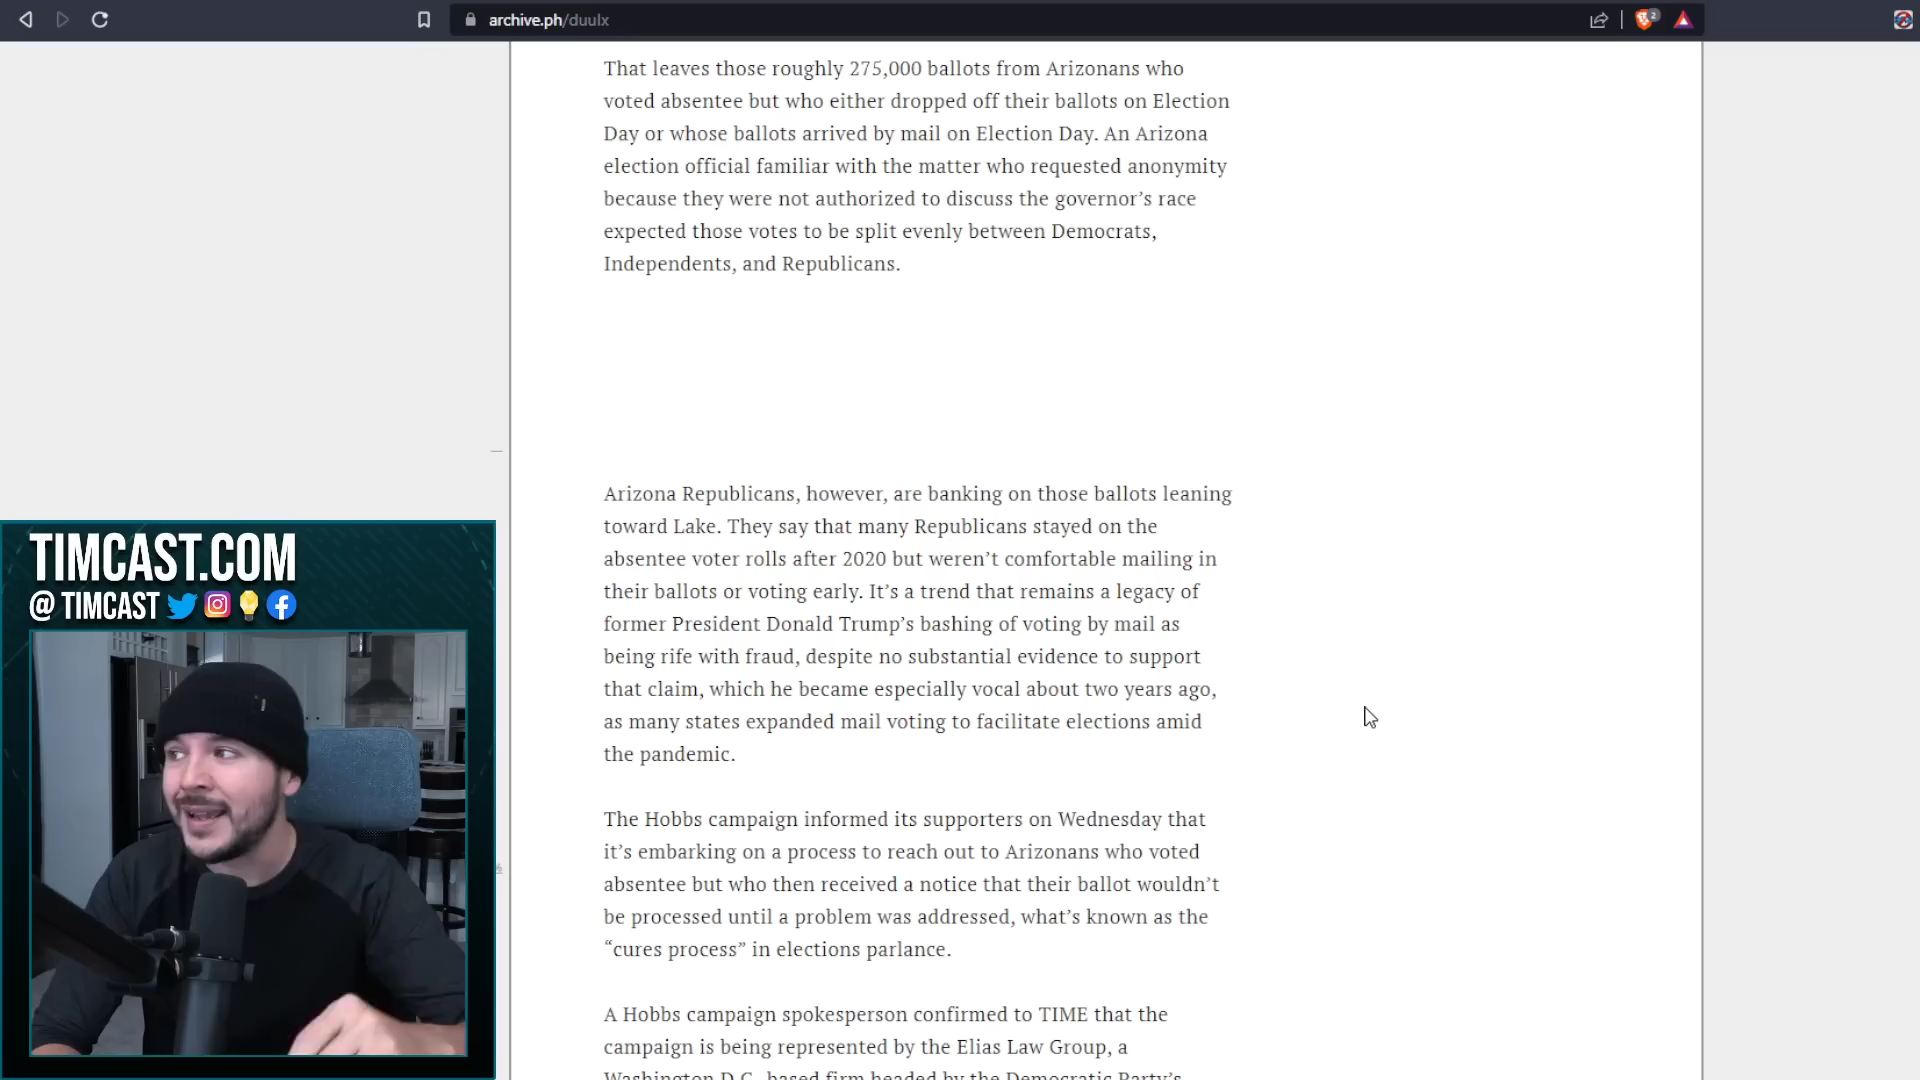 archive.ph/duulx
2
That leaves those roughly 275,000 ballots from Arizonans who
voted absentee but who either dropped off their ballots on Election
Day or whose ballots arrived by mail on Election Day. An Arizona
election official familiar with the matter who requested anonymity
because they were not authorized to discuss the governor’s race
expected those votes to be split evenly between Democrats,
Independents, and Republicans.
Arizona Republicans, however, are banking on those ballots leaning
toward Lake. They say that many Republicans stayed on the
absentee voter rolls after 2020 but weren’t comfortable mailing in
their ballots or voting early. It’s a trend that remains a legacy of
former President Donald Trump’s bashing of voting by mail as
being rife with fraud, despite no substantial evidence to support
that claim, which he became especially vocal about two years ago,
as many states expanded mail voting to facilitate elections amid
the pandemic.
The Hobbs campaign informed its supporters on Wednesday that
it’s embarking on a process to reach out to Arizonans who voted
absentee but who then received a notice that their ballot wouldn’t
be processed until a problem was addressed, what’s known as the
“cures process” in elections parlance.
A Hobbs campaign spokesperson confirmed to TIME that the
campaign is being represented by the Elias Law Group, a
Washington D.C.-based firm headed by the Democratic Party’s
TIMCAST.COM
@ TIMCAST